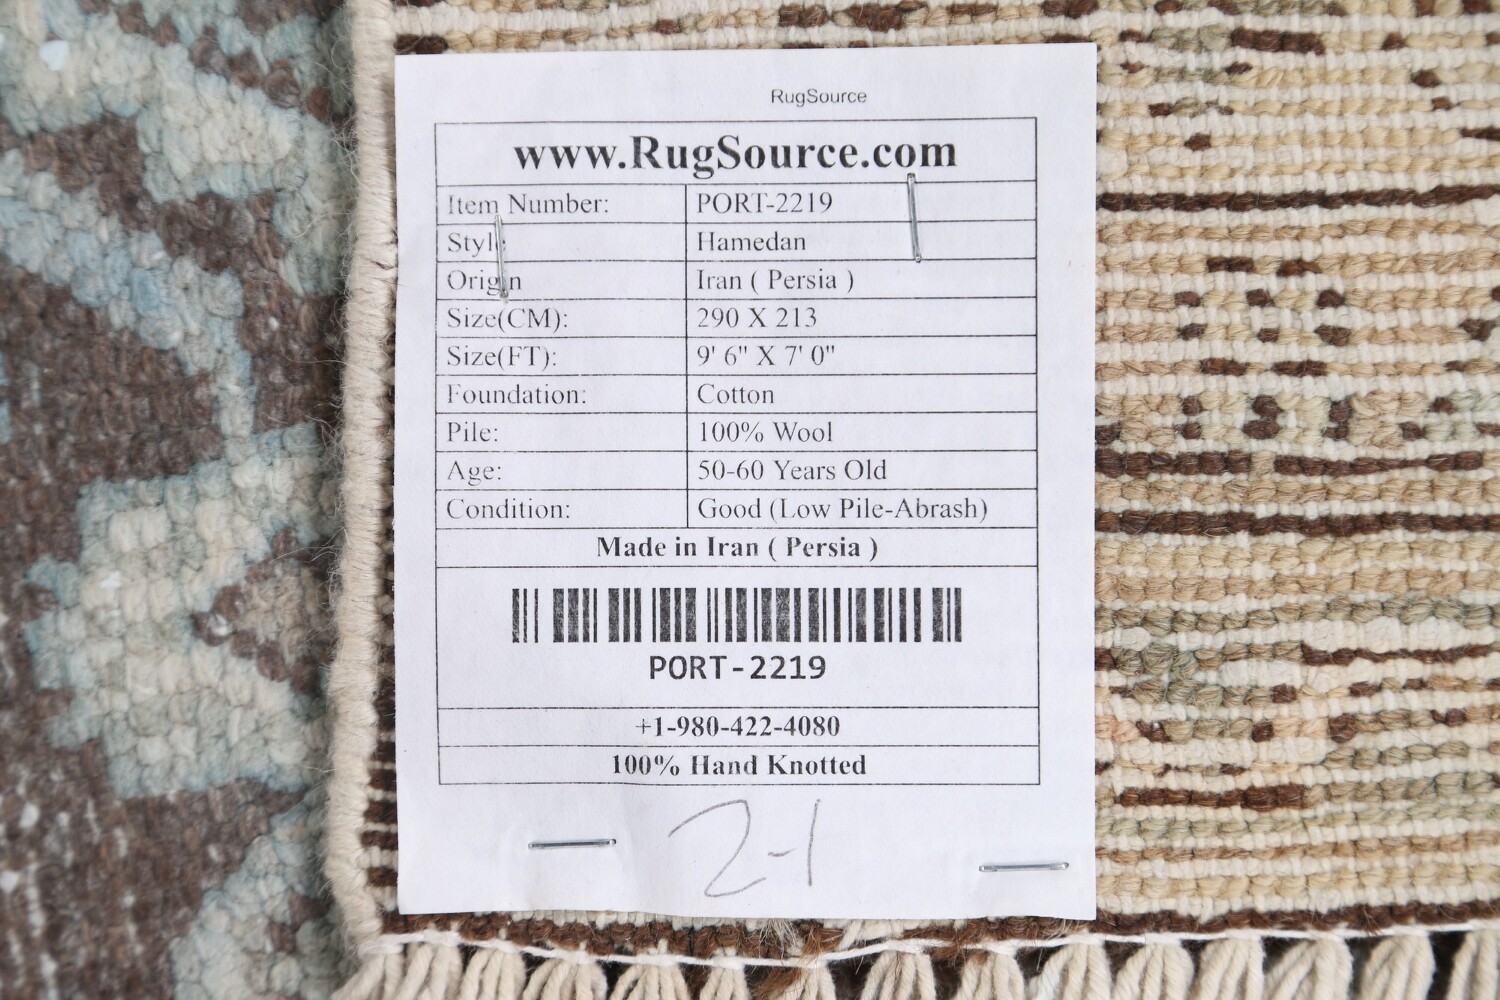 RugSource
www.RugSource.com
Item Number: PORT-2219
Style: Hamedan
Origin Iran ( Persia )
Size(CM): 290 X 213
Size(FT): 9' 6" X 7' 0"
Foundation: Cotton
Pile: 100% Wool
Age: 50-60 Years Old
Condition: Good (Low Pile-Abrash)
Made in Iran ( Persia )
PORT-2219
+1-980-422-4080
100% Hand Knotted
2-1